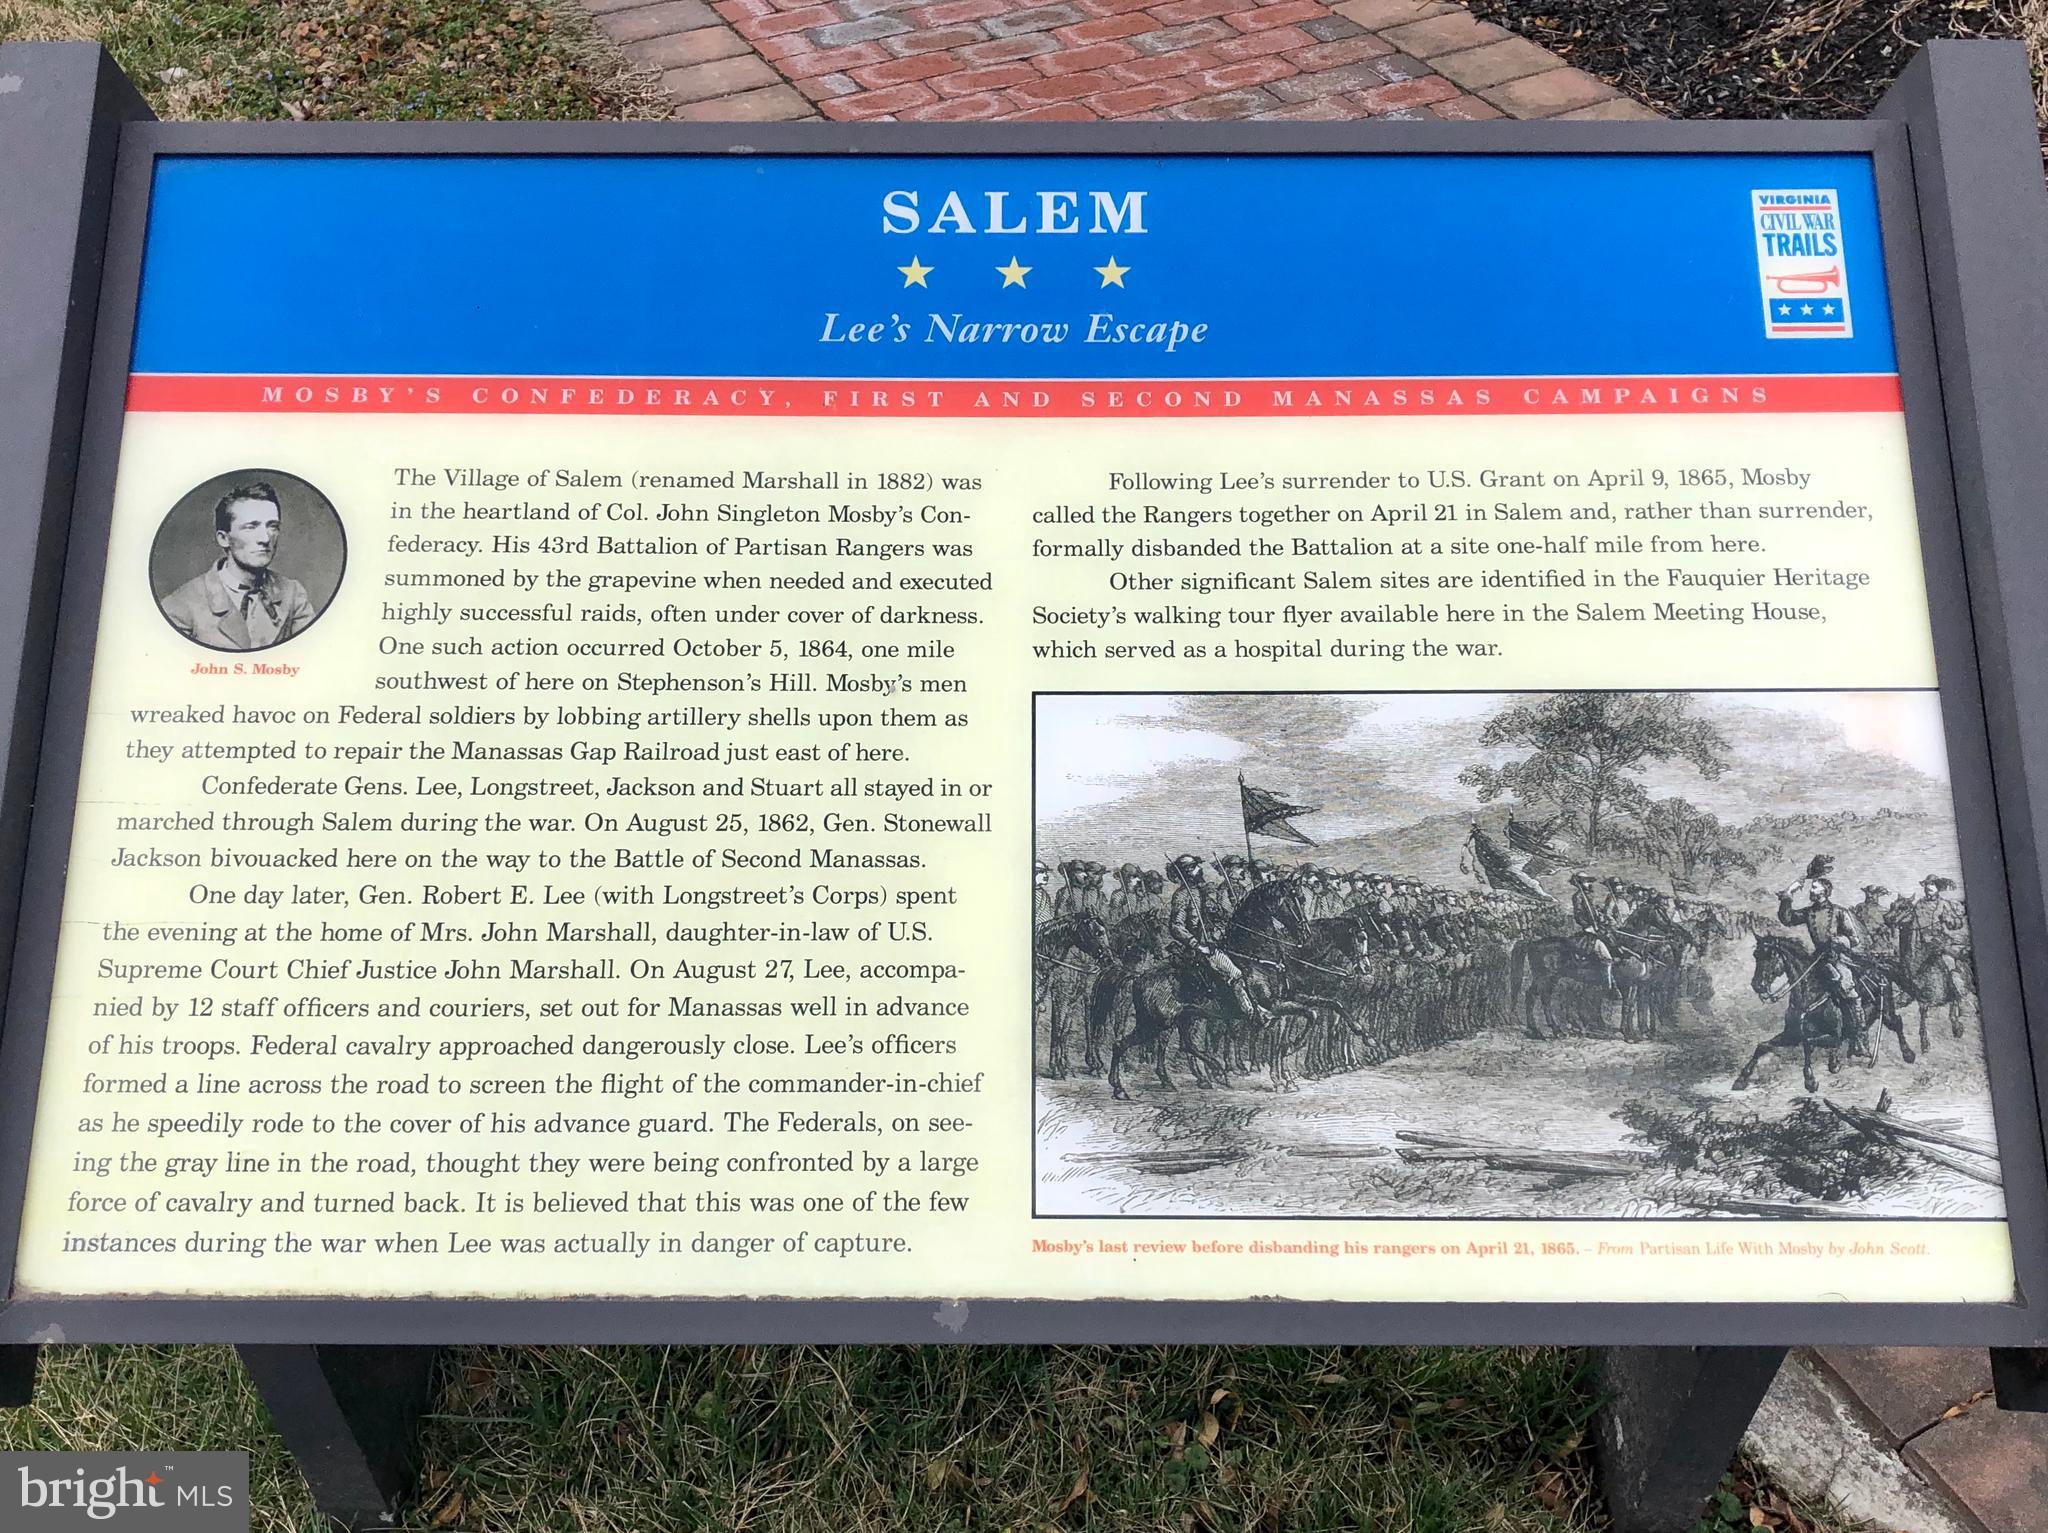 SALEM
Lee's Narrow Escape
VIRGINIA
CIVIL WAR
TRAILS
MOSBY'S CONFEDERACY, FIRST AND SECOND MANASSAS CAMPAIGNS
John S. Mosby
The Village of Salem (renamed Marshall in 1882) was
in the heartland of Col. John Singleton Mosby's Con-
federacy. His 43rd Battalion of Partisan Rangers was
summoned by the grapevine when needed and executed
highly successful raids, often under cover of darkness.
One such action occurred October 5, 1864, one mile
southwest of here on Stephenson's Hill. Mosby's men
wreaked havoc on Federal soldiers by lobbing artillery shells upon them as
they attempted to repair the Manassas Gap Railroad just east of here.
Confederate Gens. Lee, Longstreet, Jackson and Stuart all stayed in or
marched through Salem during the war. On August 25, 1862, Gen. Stonewall
Jackson bivouacked here on the way to the Battle of Second Manassas.
One day later, Gen. Robert E. Lee (with Longstreet's Corps) spent
the evening at the home of Mrs. John Marshall, daughter-in-law of U.S.
Supreme Court Chief Justice John Marshall. On August 27, Lee, accompa-
nied by 12 staff officers and couriers, set out for Manassas well in advance
of his troops. Federal cavalry approached dangerously close. Lee's officers
formed a line across the road to screen the flight of the commander-in-chief
as he speedily rode to the cover of his advance guard. The Federals, on see-
ing the gray line in the road, thought they were being confronted by a large
force of cavalry and turned back. It is believed that this was one of the few
instances during the war when Lee was actually in danger of capture.
Following Lee's surrender to U.S. Grant on April 9, 1865, Mosby
called the Rangers together on April 21 in Salem and, rather than surrender,
formally disbanded the Battalion at a site one-half mile from here.
Other significant Salem sites are identified in the Fauquier Heritage
Society's walking tour flyer available here in the Salem Meeting House,
which served as a hospital during the war.
Mosby's last review before disbanding his rangers on April 21, 1865. – From Partisan Life With Mosby by John Scott.
bright™ MLS